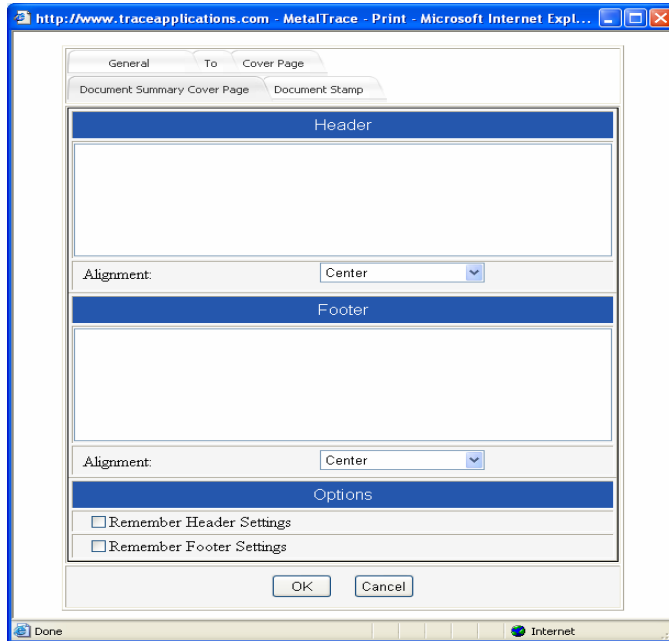 http://www.traceapplications.com - MetalTrace - Print - Microsoft Internet Expl...
General To Cover Page
Document Summary Cover Page Document Stamp
Header
Alignment: Center
Footer
Alignment: Center
Options
Remember Header Settings
Remember Footer Settings
OK Cancel
Done Internet